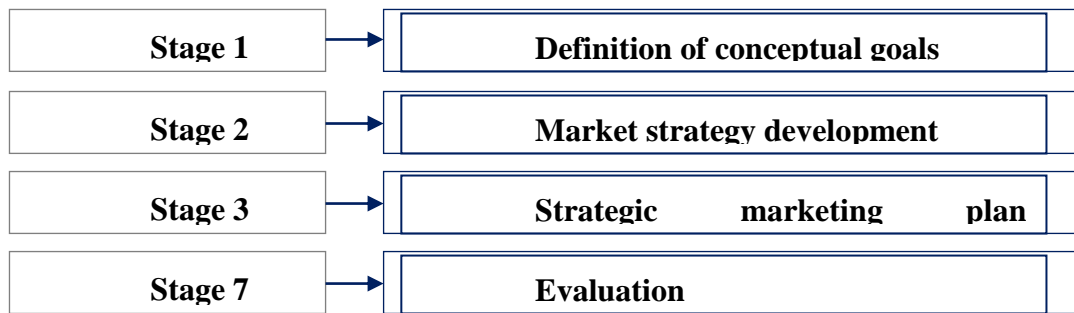 Stage 1 Definition of conceptual goals
Stage 2 Market strategy development
Stage 3 Strategic marketing plan
Stage 7 Evaluation